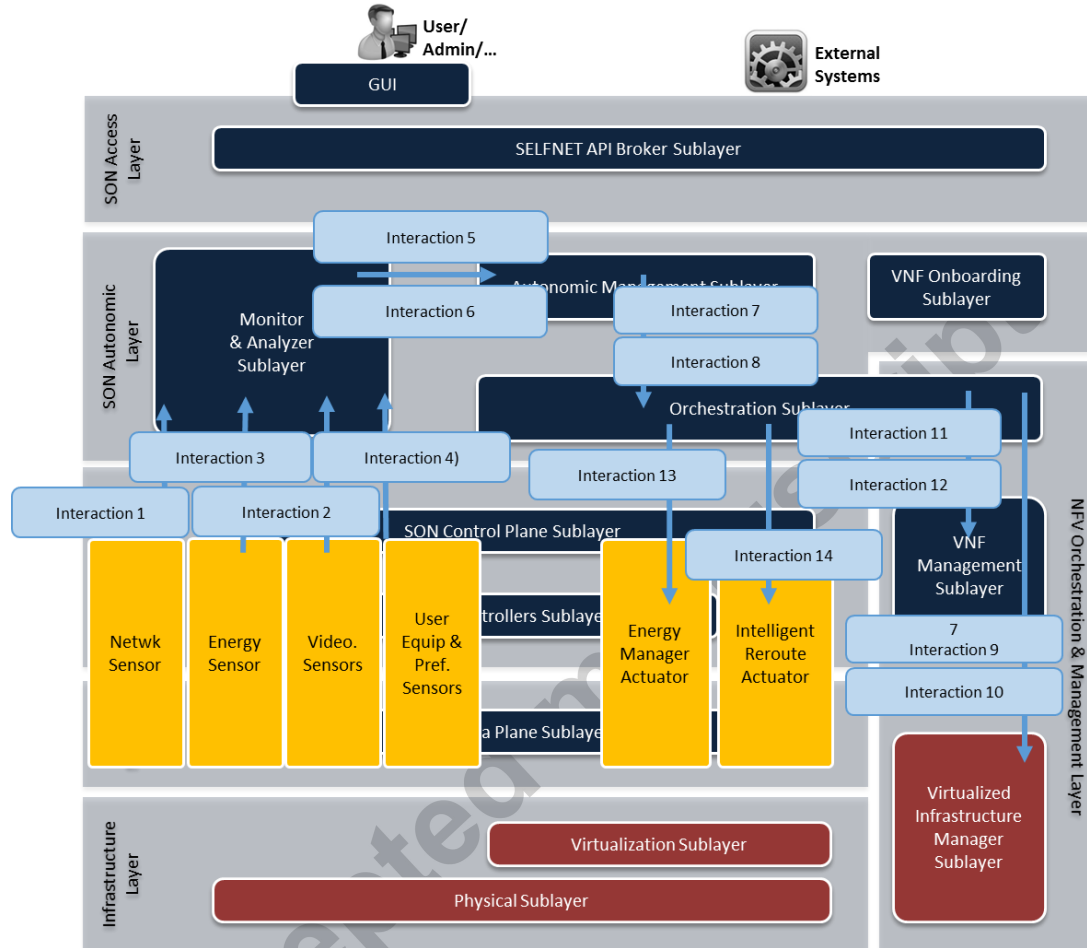 User/
Admin/...
External
Systems
GUI
SON Access
Layer
SELFNET API Broker Sublayer
SON Autonomic
Layer
Interaction 5
Interaction 6
Monitor
& Analyzer
Sublayer
Autonomic Management Sublayer
VNF Onboarding
Sublayer
Interaction 7
Interaction 8
Orchestration Sublayer
Interaction 11
Interaction 12
Interaction 3
Interaction 4)
Interaction 13
Interaction 1
Interaction 2
SON Control Plane Sublayer
Interaction 14
VNF
Management
Sublayer
NFV Orchestration & Management Layer
Netwk
Sensor
Energy
Sensor
Video.
Sensors
User
Equip &
Pref.
Sensors
Energy
Manager
Actuator
Intelligent
Reroute
Actuator
7
Interaction 9
Interaction 10
Virtualized
Infrastructure
Manager
Sublayer
Infrastructure
Layer
Virtualization Sublayer
Physical Sublayer